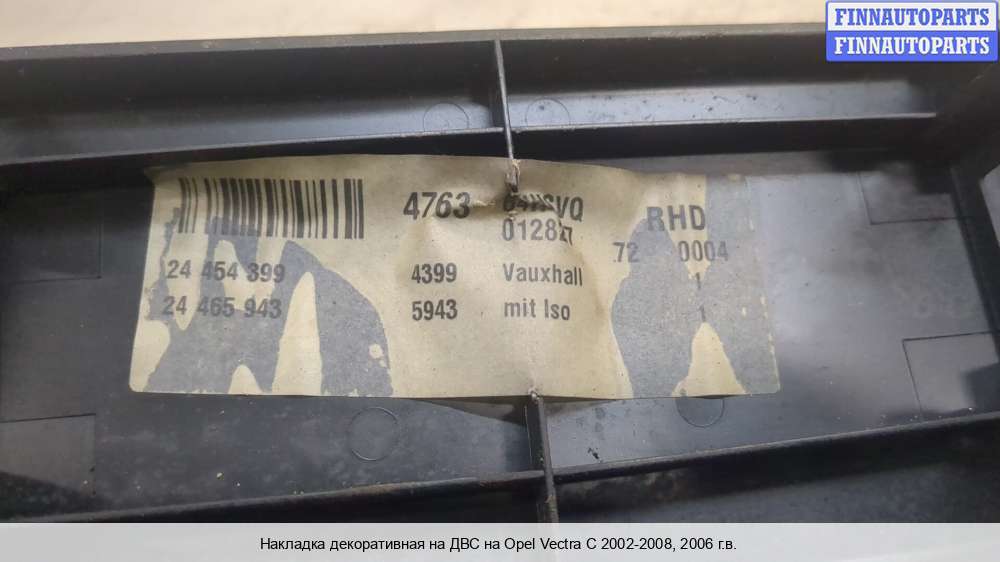 FINNAUTOPARTS
FINNAUTOPARTS
4763
RHD
72 0004
24 454 399 4399 Vauxhall 1
24 465 943 5943 mit Iso 1
Накладка декоративная на ДВС на Opel Vectra C 2002-2008, 2006 г.в.